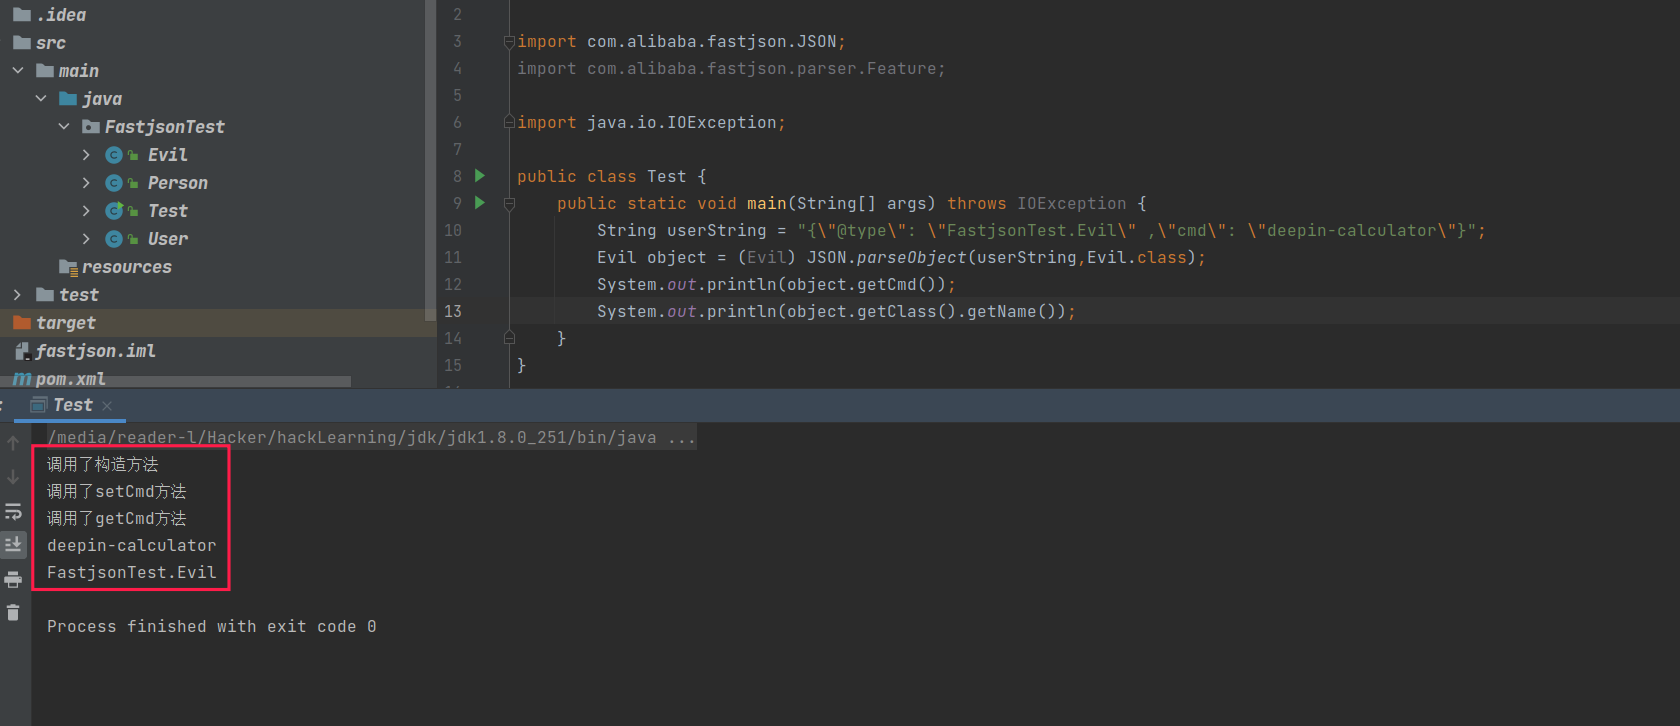 .idea
src
main
java
FastjsonTest
Evil
Person
Test
User
resources
test
target
fastjson.iml
pom.xml
2
3 import com.alibaba.fastjson.JSON;
4 import com.alibaba.fastjson.parser.Feature;
5
6 import java.io.IOException;
7
8 public class Test {
9 public static void main(String[] args) throws IOException {
10 String userString = "{\"@type\": \"FastjsonTest.Evil\" ,\"cmd\": \"deepin-calculator\"}";
11 Evil object = (Evil) JSON.parseObject(userString,Evil.class);
12 System.out.println(object.getCmd());
13 System.out.println(object.getClass().getName());
14 }
15 }
Test
/media/reader-l/Hacker/hackLearning/jdk/jdk1.8.0_251/bin/java ...
调用了构造方法
调用了setCmd方法
调用了getCmd方法
deepin-calculator
FastjsonTest.Evil
Process finished with exit code 0